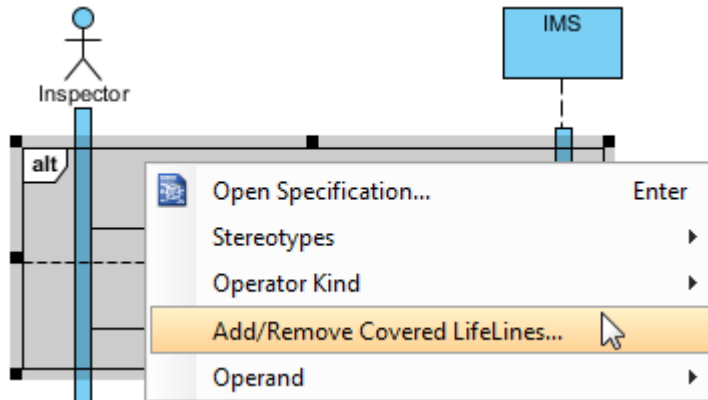 IMS
Inspector
alt
Open Specification... Enter
Stereotypes
Operator Kind
Add/Remove Covered LifeLines...
Operand